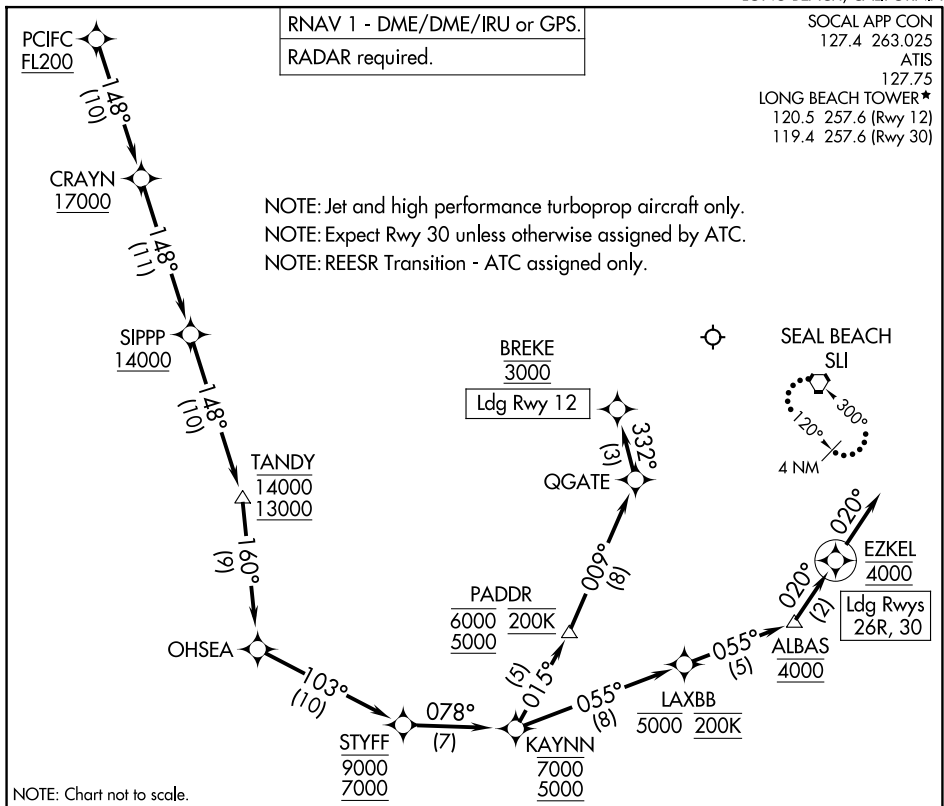 RNAV 1 - DME/DME/IRU or GPS.
RADAR required.
SOCAL APP CON
127.4 263.025
ATIS
127.75
LONG BEACH TOWER★
120.5 257.6 (Rwy 12)
119.4 257.6 (Rwy 30)
PCIFC
FL200
148°
(10)
CRAYN
17000
NOTE: Jet and high performance turboprop aircraft only.
NOTE: Expect Rwy 30 unless otherwise assigned by ATC.
NOTE: REESR Transition - ATC assigned only.
148°
(11)
SIPPP
14000
148°
(10)
BREKE
3000
Ldg Rwy 12
SEAL BEACH
SLI
300°
120°
4 NM
332°
(3)
QGATE
TANDY
14000
13000
160°
(9)
009°
(8)
020°
EZKEL
4000
Ldg Rwys
26R, 30
020°
(2)
PADDR
6000 200K
5000
ALBAS
4000
OHSEA
103°
(10)
015°
(5)
055°
(8)
055°
(5)
LAXBB
5000 200K
078°
(7)
STYFF
9000
7000
KAYNN
7000
5000
NOTE: Chart not to scale.